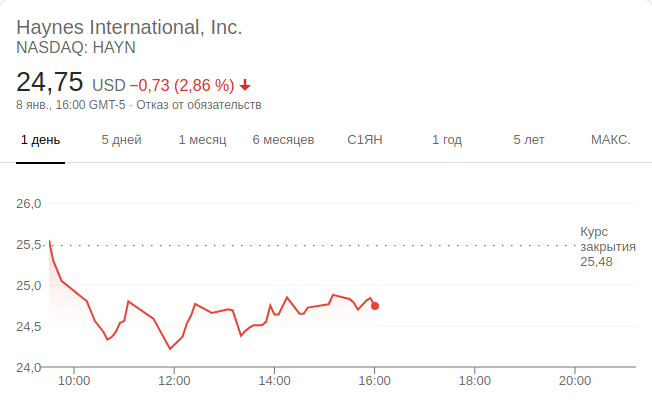 Haynes International, Inc.
NASDAQ: HAYN
24,75 USD −0,73 (2,86 %)
8 янв., 16:00 GMT-5 · Отказ от обязательств
1 день 5 дней 1 месяц 6 месяцев С1ЯН 1 год 5 лет МАКС.
26,0
25,5
25,0
24,5
24,0
Курс
закрытия
25,48
10:00 12:00 14:00 16:00 18:00 20:00